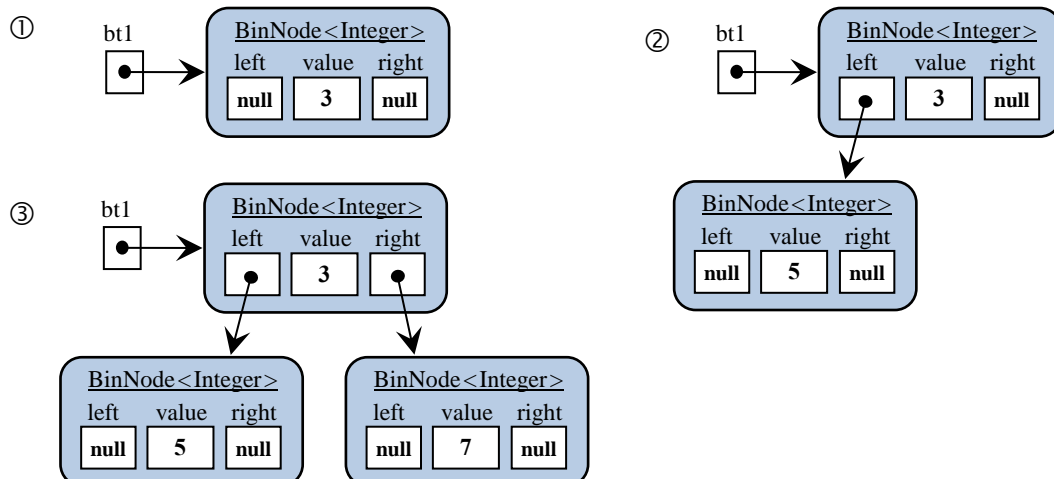 ①
bt1
BinNode<Integer>
left value right
null 3 null
②
bt1
BinNode<Integer>
left value right
3 null
BinNode<Integer>
left value right
null 5 null
③
bt1
BinNode<Integer>
left value right
3
BinNode<Integer>
left value right
null 5 null
BinNode<Integer>
left value right
null 7 null